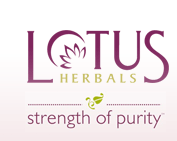 LOTUS
HERBALS
strength of purity